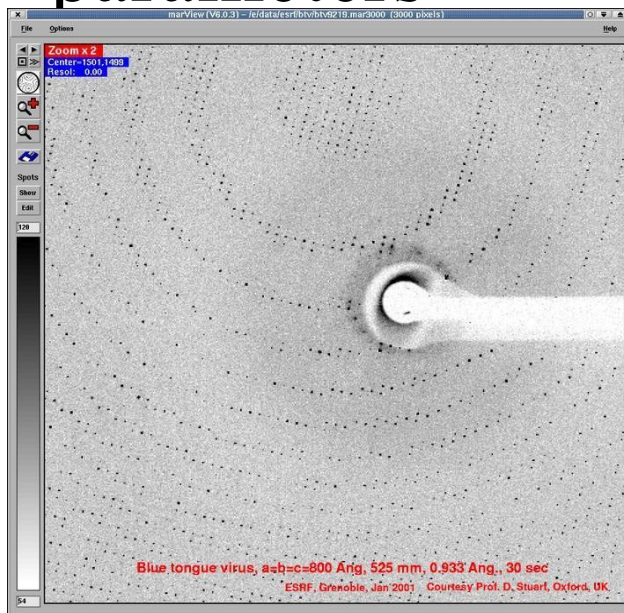 parameters
marView (V6.0.3) - /e/data/esrf/btv/btv9219.mar3000 (3000 pixels)
File Options Help
Zoom x 2
Center=1501,1499
Resol: 0.00
Spots
Show
Edit
120
54
Blue tongue virus, a=b=c=800 Ang, 525 mm, 0.933 Ang., 30 sec
ESRF, Grenoble, Jan 2001 Courtesy Prof. D. Stuart, Oxford, UK